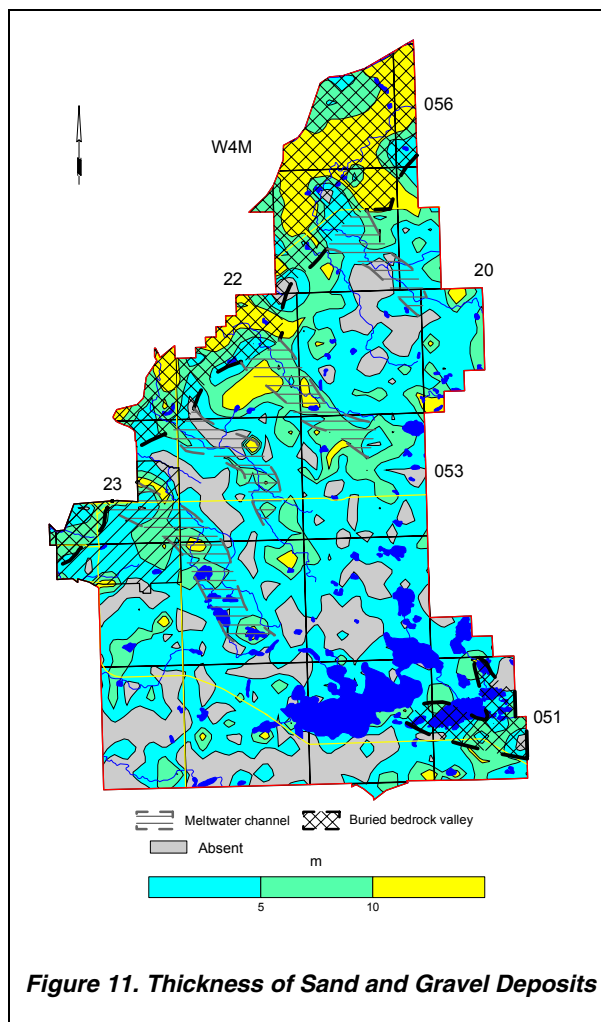 056
W4M
22
20
053
23
051
Meltwater channel
Buried bedrock valley
Absent
m
5
10
Figure 11. Thickness of Sand and Gravel Deposits